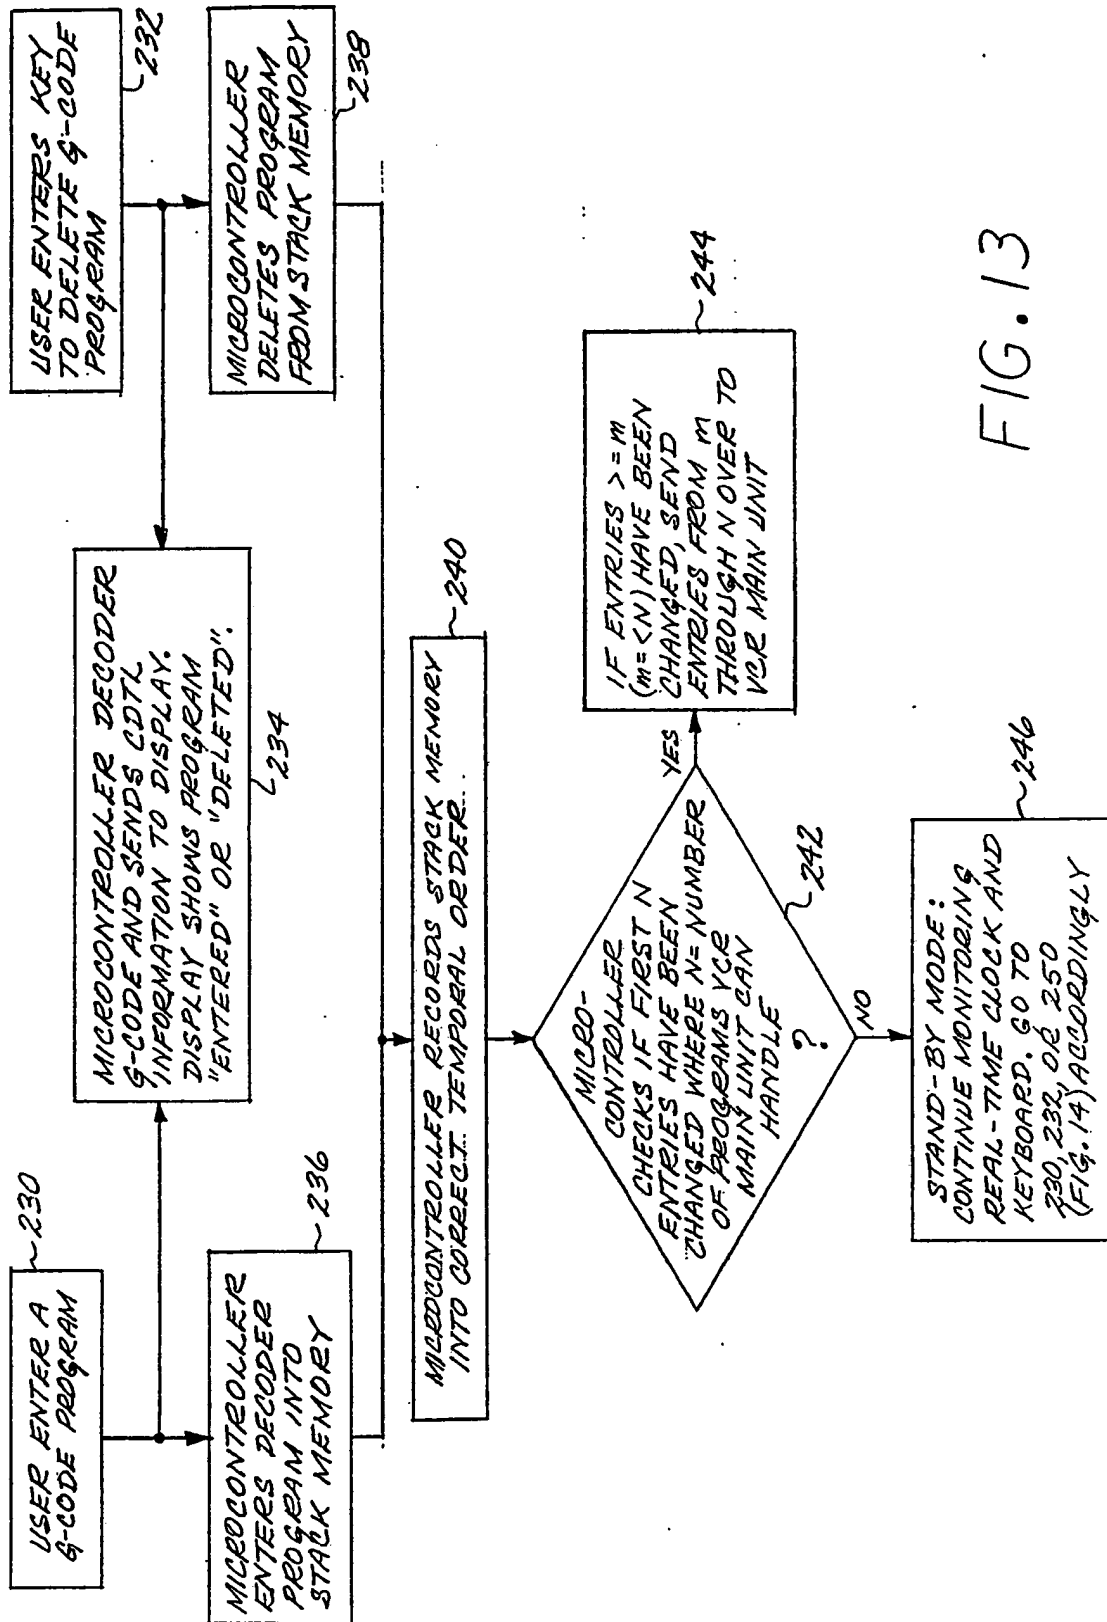 USER ENTER A
G-CODE PROGRAM
230
USER ENTERS KEY
TO DELETE G-CODE
PROGRAM
232
MICROCONTROLLER DECODER
G-CODE AND SENDS CDTL
INFORMATION TO DISPLAY.
DISPLAY SHOWS PROGRAM
"ENTERED" OR "DELETED".
234
MICROCONTROLLER
ENTERS DECODER
PROGRAM INTO
STACK MEMORY
236
MICROCONTROLLER
DELETES PROGRAM
FROM STACK MEMORY
238
MICROCONTROLLER RECORDS STACK MEMORY
INTO CORRECT TEMPORAL ORDER
240
MICRO-
CONTROLLER
CHECKS IF FIRST N
ENTRIES HAVE BEEN
CHANGED WHERE N= NUMBER
OF PROGRAMS VCR
MAIN UNIT CAN
HANDLE
?
242
YES
NO
IF ENTRIES >=m
(m=<N) HAVE BEEN
CHANGED, SEND
ENTRIES FROM m
THROUGH N OVER TO
VCR MAIN UNIT
244
STAND-BY MODE:
CONTINUE MONITORING
REAL-TIME CLOCK AND
KEYBOARD. GO TO
230, 232, OR 250
(FIG. 14) ACCORDINGLY
246
FIG. 13